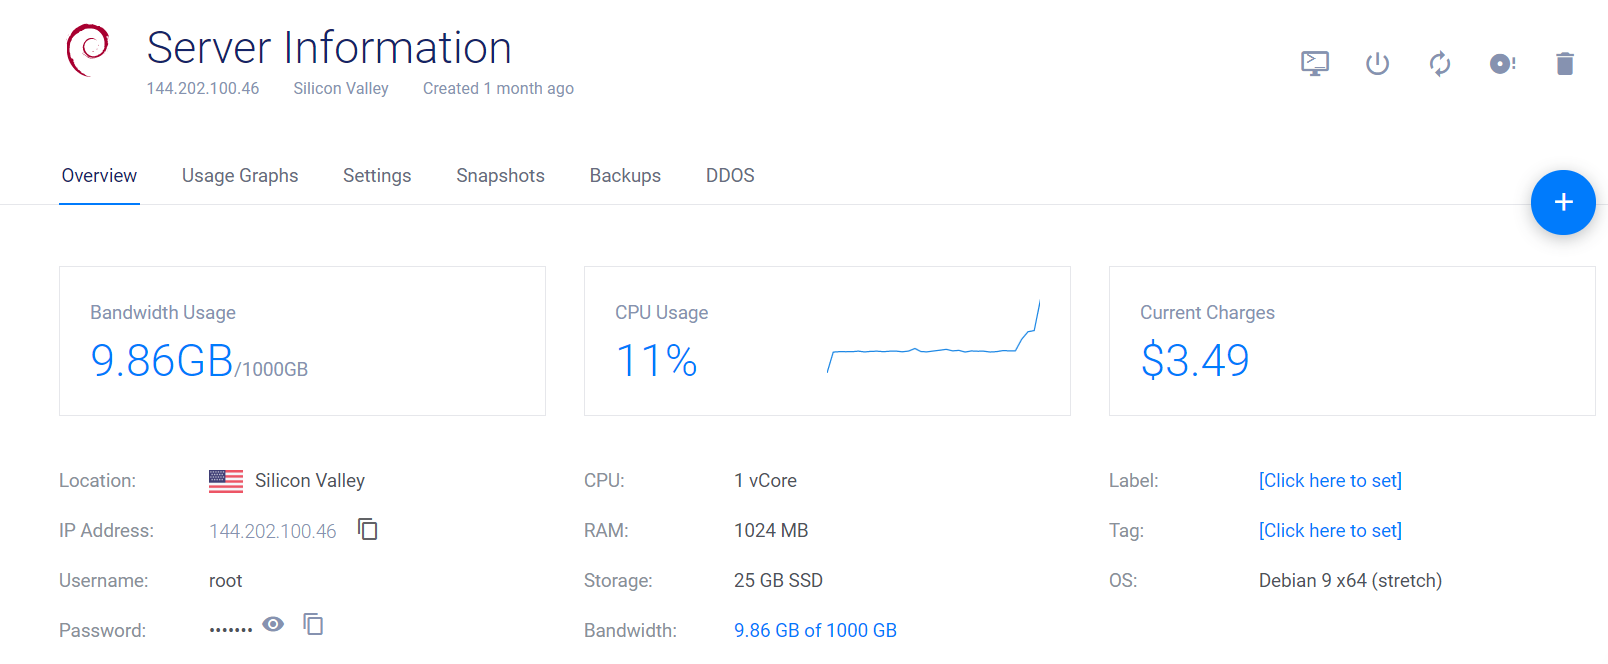 Server Information
144.202.100.46 Silicon Valley Created 1 month ago
Overview Usage Graphs Settings Snapshots Backups DDOS
+
Bandwidth Usage
9.86GB/1000GB
CPU Usage
11%
Current Charges
$3.49
Location: Silicon Valley
IP Address: 144.202.100.46
Username: root
Password: •••••••
CPU: 1 vCore
RAM: 1024 MB
Storage: 25 GB SSD
Bandwidth: 9.86 GB of 1000 GB
Label: [Click here to set]
Tag: [Click here to set]
OS: Debian 9 x64 (stretch)